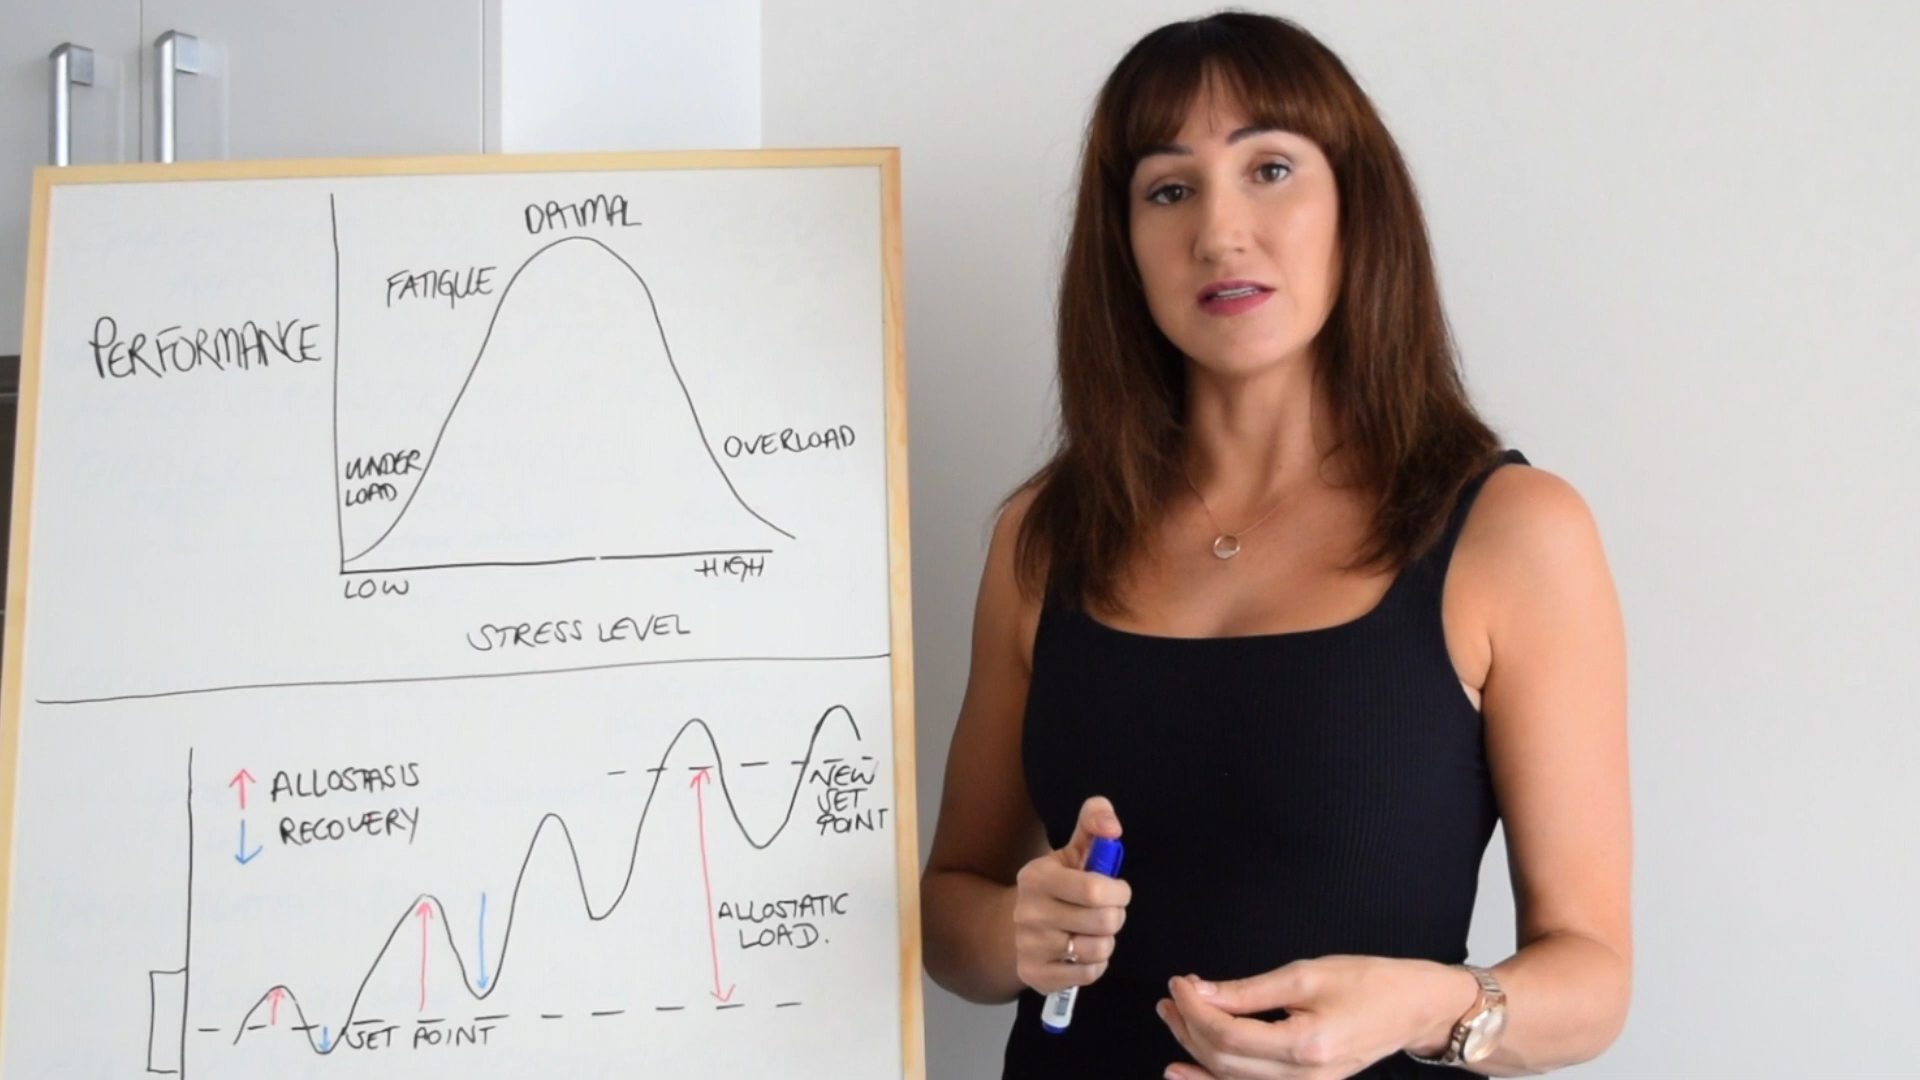 OPTIMAL
FATIGUE
PERFORMANCE
OVERLOAD
UNDER
LOAD
LOW
HIGH
STRESS LEVEL
↑ ALLOSTASIS
↓ RECOVERY
NEW
SET
POINT
ALLOSTATIC
LOAD.
SET POINT